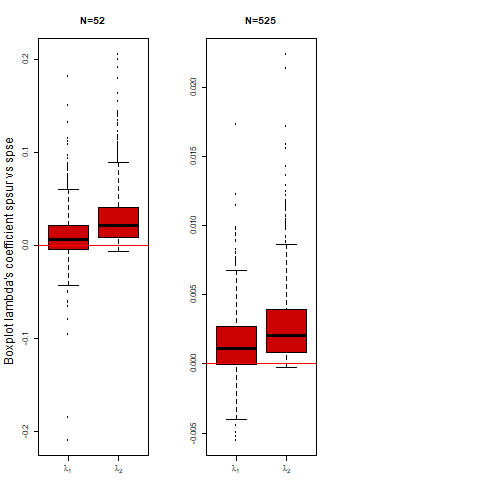 N=52
N=525
Boxplot lambda's coefficient spsur vs spse
0.2
0.1
0.0
-0.1
-0.2
λ1
λ2
0.020
0.015
0.010
0.005
0.000
-0.005
λ1
λ2